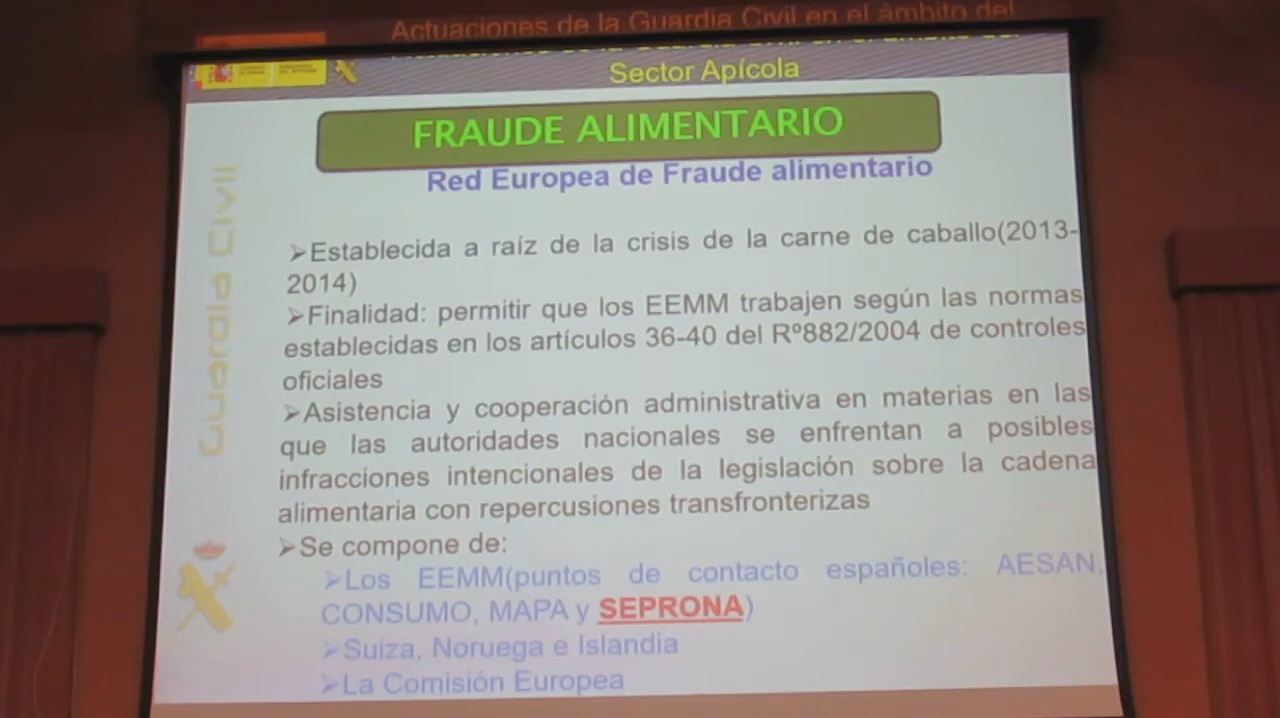 Actuaciones de la Guardia Civil en el ámbito del
Sector Apícola
FRAUDE ALIMENTARIO
Red Europea de Fraude alimentario
➢Establecida a raíz de la crisis de la carne de caballo(2013-
2014)
➢Finalidad: permitir que los EEMM trabajen según las normas
establecidas en los artículos 36-40 del Rº882/2004 de controles
oficiales
➢Asistencia y cooperación administrativa en materias en las
que las autoridades nacionales se enfrentan a posibles
infracciones intencionales de la legislación sobre la cadena
alimentaria con repercusiones transfronterizas
➢Se compone de:
➢Los EEMM(puntos de contacto españoles: AESAN,
CONSUMO, MAPA y SEPRONA)
➢Suiza, Noruega e Islandia
➢La Comisión Europea
Guardia Civil